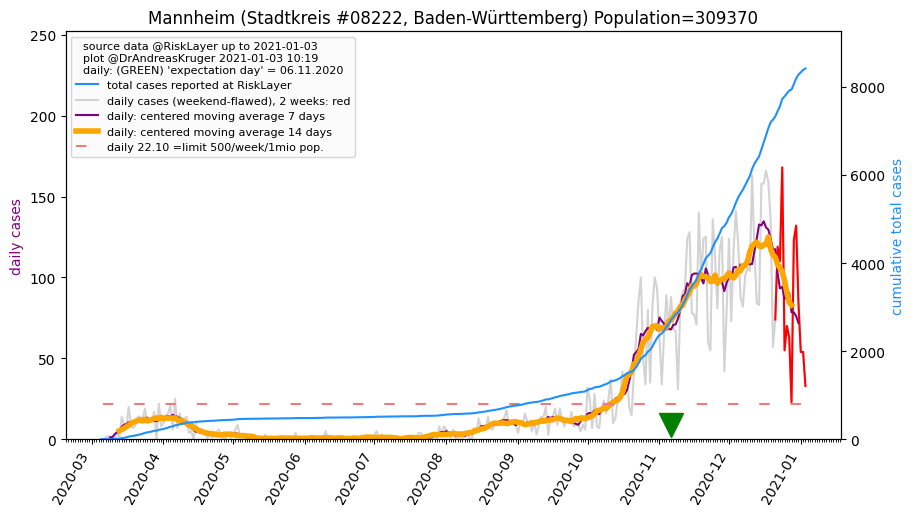 Mannheim (Stadtkreis #08222, Baden-Württemberg) Population=309370
source data @RiskLayer up to 2021-01-03
plot @DrAndreasKruger 2021-01-03 10:19
daily: (GREEN) 'expectation day' = 06.11.2020
total cases reported at RiskLayer
daily cases (weekend-flawed), 2 weeks: red
daily: centered moving average 7 days
daily: centered moving average 14 days
daily 22.10 =limit 500/week/1mio pop.
daily cases
250
200
150
100
50
0
cumulative total cases
8000
6000
4000
2000
0
2020-03
2020-04
2020-05
2020-06
2020-07
2020-08
2020-09
2020-10
2020-11
2020-12
2021-01